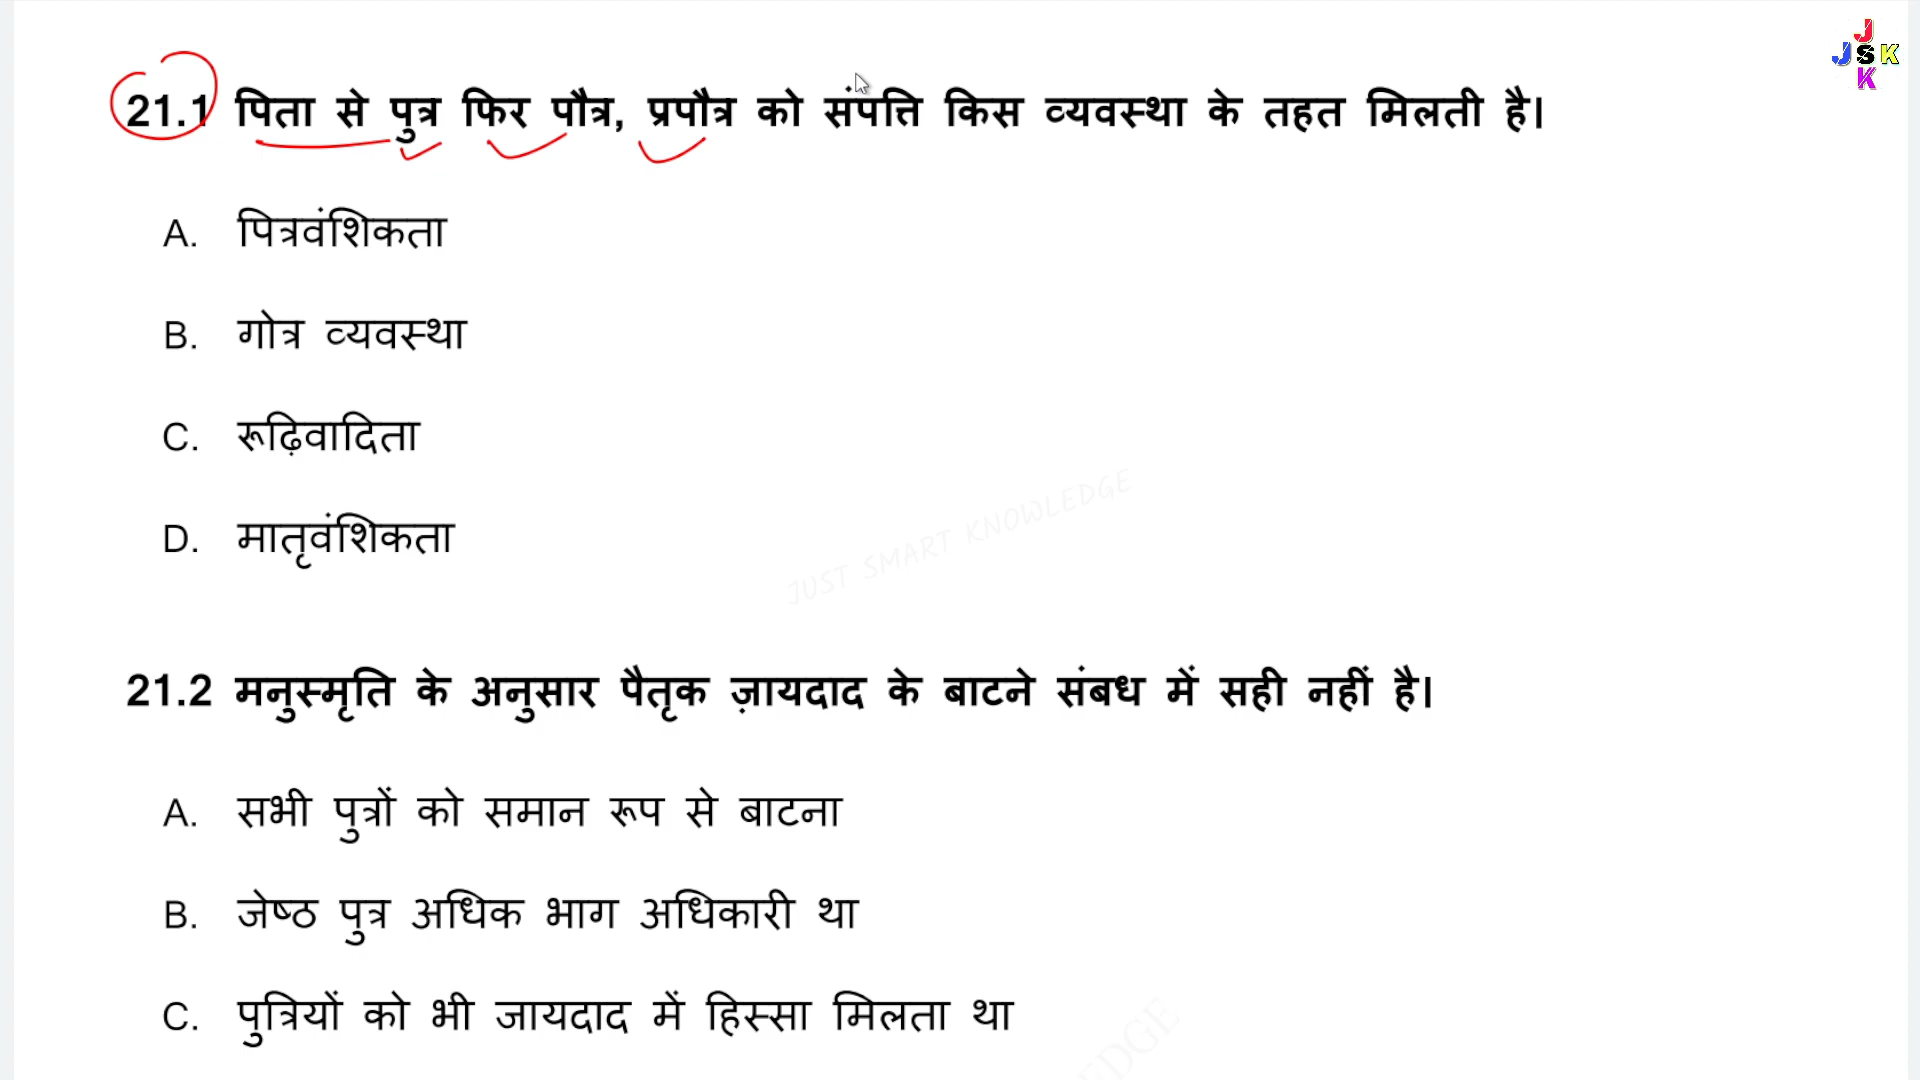 J
JSK
K
21.1 पिता से पुत्र फिर पौत्र, प्रपौत्र को संपत्ति किस व्यवस्था के तहत मिलती है।
A. पित्रवंशिकता
B. गोत्र व्यवस्था
C. रूढ़िवादिता
D. मातृवंशिकता
JUST SMART KNOWLEDGE
21.2 मनुस्मृति के अनुसार पैतृक ज़ायदाद के बाटने संबध में सही नहीं है।
A. सभी पुत्रों को समान रूप से बाटना
B. जेष्ठ पुत्र अधिक भाग अधिकारी था
C. पुत्रियों को भी जायदाद में हिस्सा मिलता था